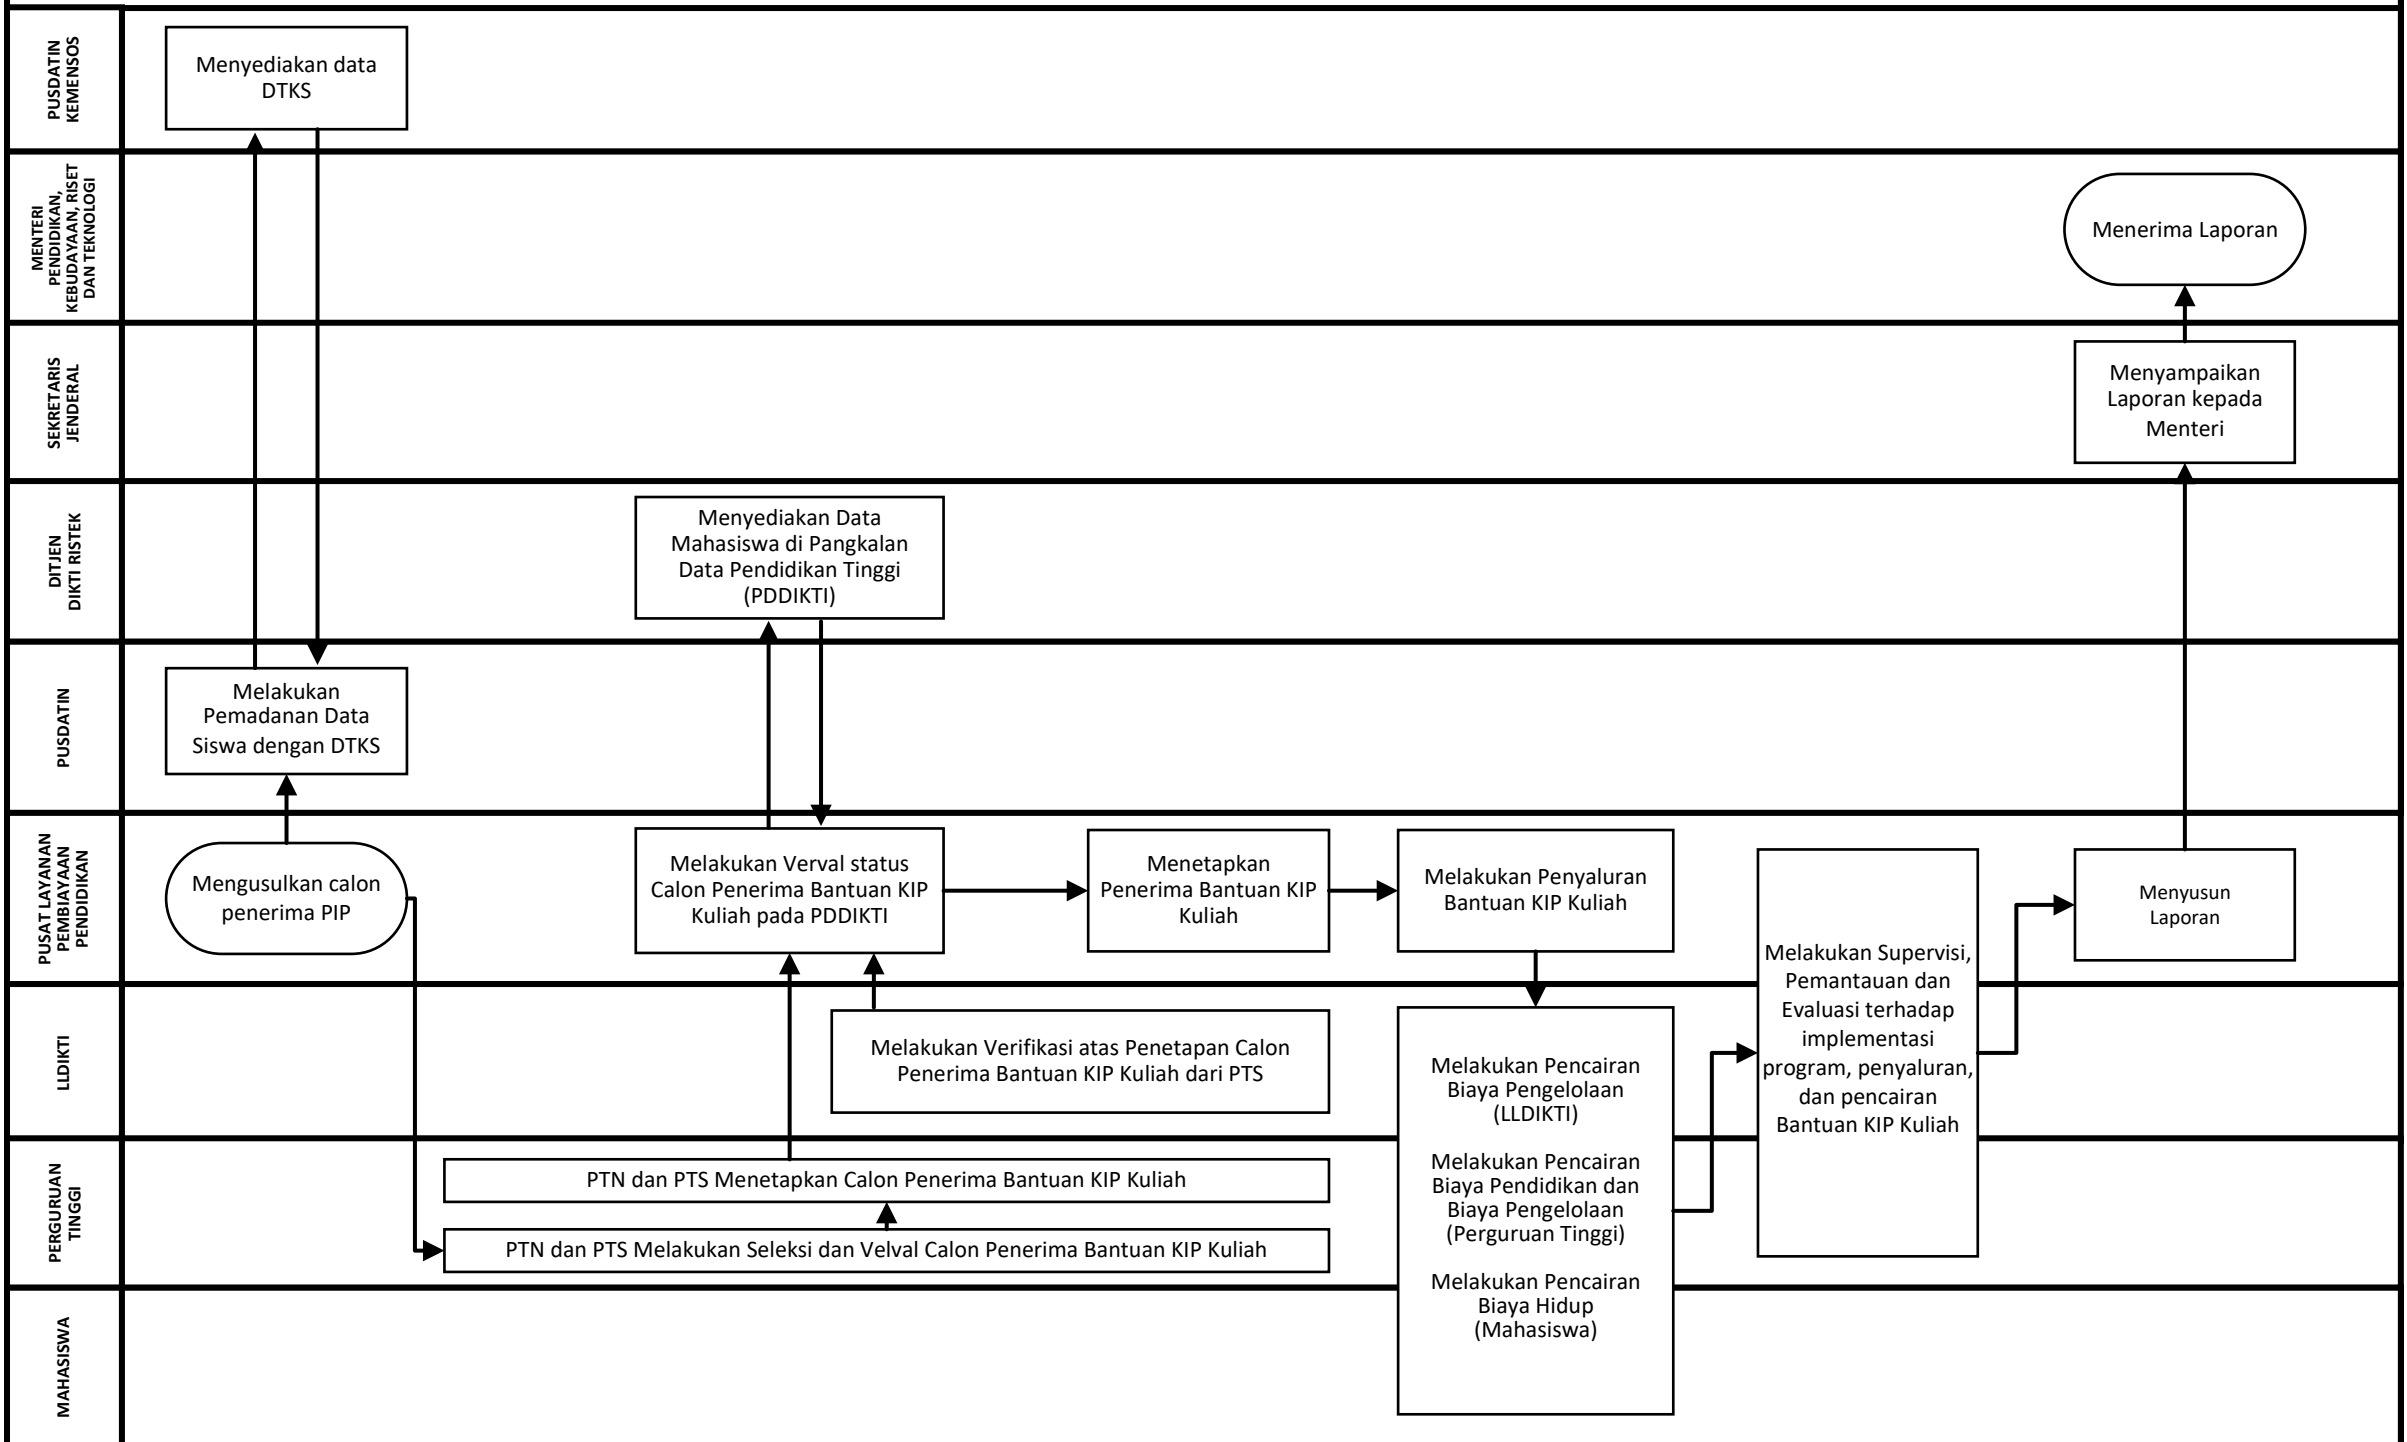 PUSDATIN
KEMENSOS
Menyediakan data
DTKS
MENTERI
PENDIDIKAN,
KEBUDAYAAN, RISET
DAN TEKNOLOGI
Menerima Laporan
SEKRETARIS
JENDERAL
Menyampaikan
Laporan kepada
Menteri
DITJEN
DIKTI RISTEK
Menyediakan Data
Mahasiswa di Pangkalan
Data Pendidikan Tinggi
(PDDIKTI)
PUSDATIN
Melakukan
Pemadanan Data
Siswa dengan DTKS
PUSAT LAYANAN
PEMBIAYAAN
PENDIDIKAN
Mengusulkan calon
penerima PIP
Melakukan Verval status
Calon Penerima Bantuan KIP
Kuliah pada PDDIKTI
Menetapkan
Penerima Bantuan KIP
Kuliah
Melakukan Penyaluran
Bantuan KIP Kuliah
Melakukan Supervisi,
Pemantauan dan
Evaluasi terhadap
implementasi
program, penyaluran,
dan pencairan
Bantuan KIP Kuliah
Menyusun
Laporan
LLDIKTI
Melakukan Verifikasi atas Penetapan Calon
Penerima Bantuan KIP Kuliah dari PTS
Melakukan Pencairan
Biaya Pengelolaan
(LLDIKTI)
Melakukan Pencairan
Biaya Pendidikan dan
Biaya Pengelolaan
(Perguruan Tinggi)
Melakukan Pencairan
Biaya Hidup
(Mahasiswa)
PERGURUAN
TINGGI
PTN dan PTS Menetapkan Calon Penerima Bantuan KIP Kuliah
PTN dan PTS Melakukan Seleksi dan Velval Calon Penerima Bantuan KIP Kuliah
MAHASISWA